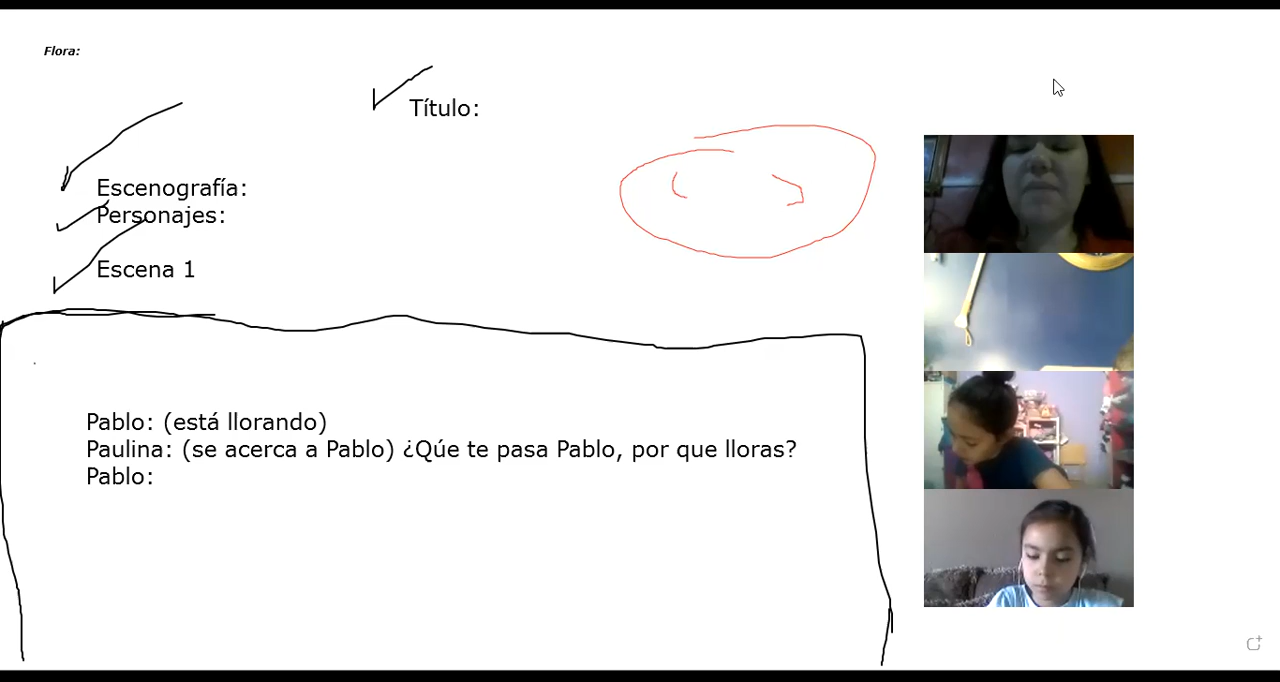 Flora:
Título:
Escenografía:
Personajes:
Escena 1
Pablo: (está llorando)
Paulina: (se acerca a Pablo) ¿Qúe te pasa Pablo, por que lloras?
Pablo: